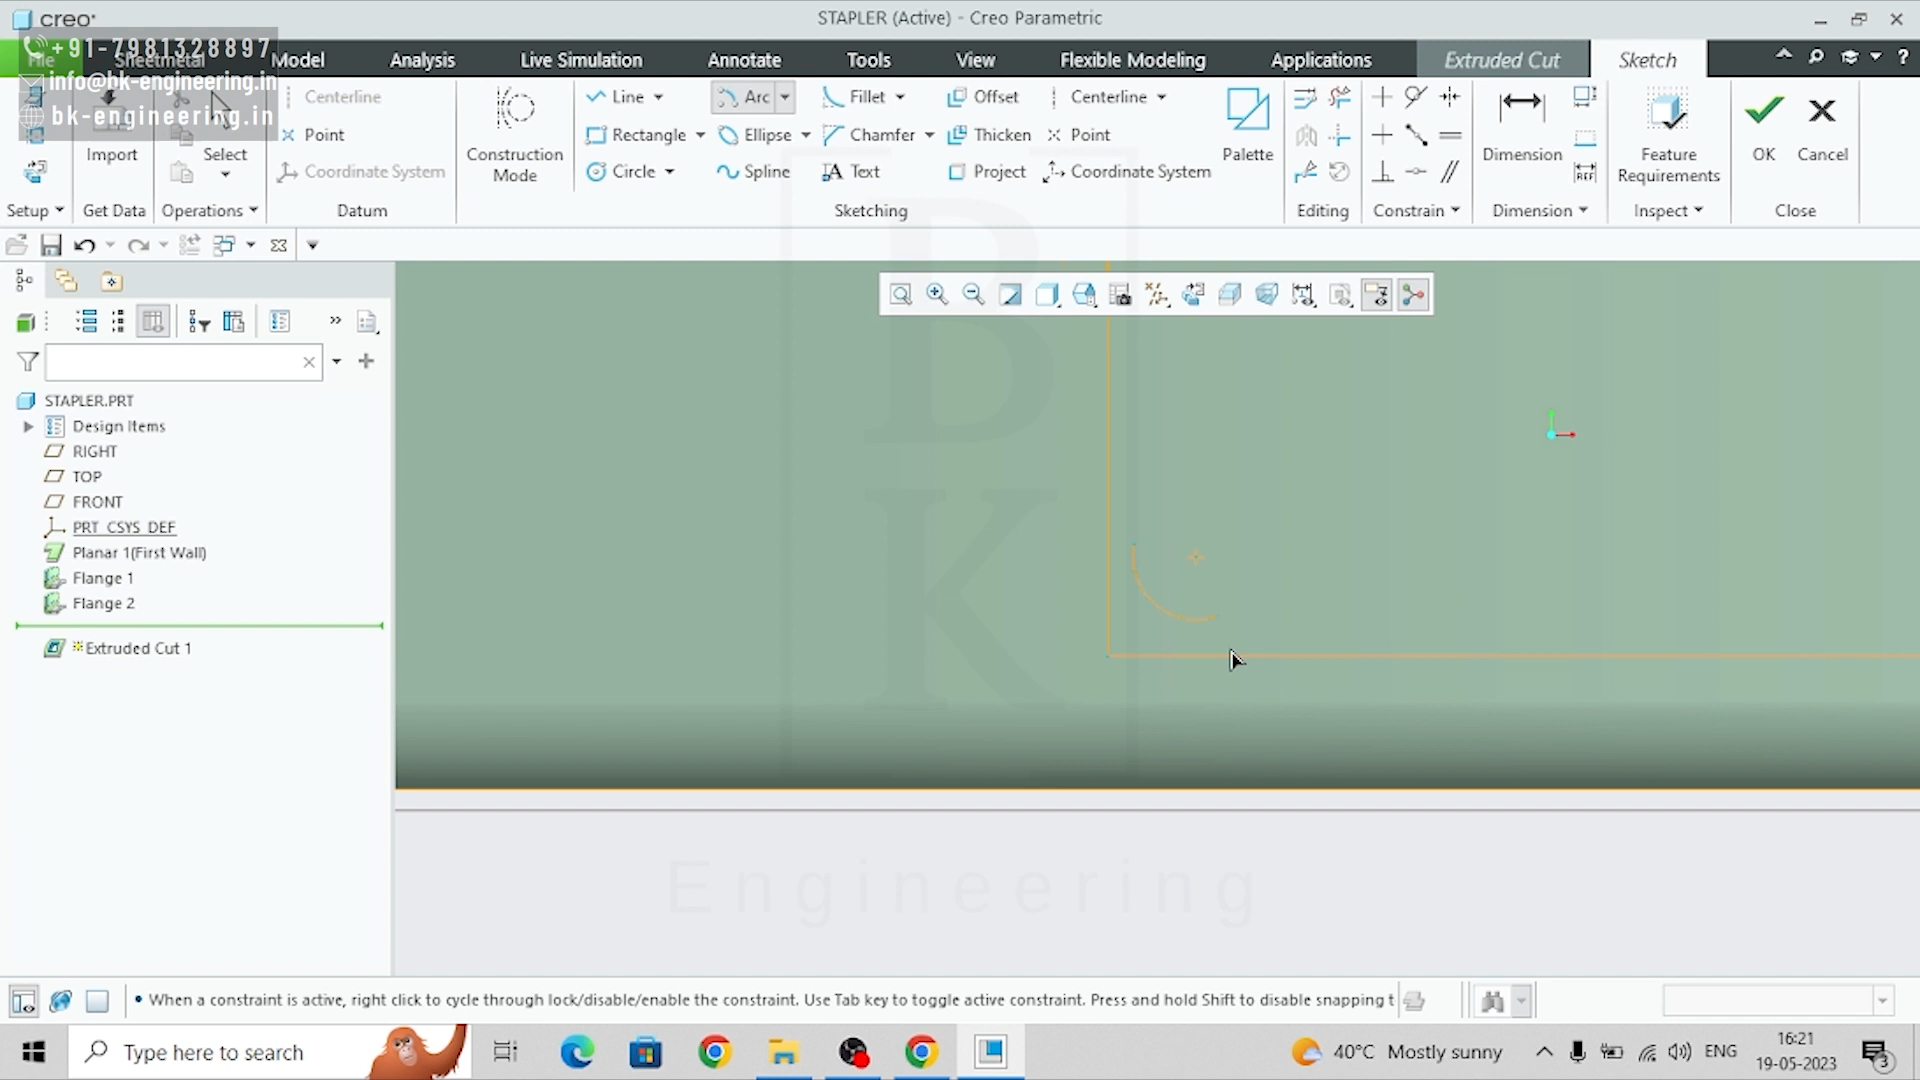 creo
STAPLER (Active) - Creo Parametric
+91-7981328897
info@bk-engineering.in
bk-engineering.in
File
Sheetmetal
Model
Analysis
Live Simulation
Annotate
Tools
View
Flexible Modeling
Applications
Extruded Cut
Sketch
?
Centerline
Line
Arc
Fillet
Offset
Centerline
Point
Rectangle
Ellipse
Chamfer
Thicken
Point
Import
Select
Construction
Mode
Coordinate System
Circle
Spline
Text
Project
Coordinate System
Palette
Dimension
REF
Feature
Requirements
OK
Cancel
Setup
Get Data
Operations
Datum
Sketching
Editing
Constrain
Dimension
Inspect
Close
STAPLER.PRT
Design Items
RIGHT
TOP
FRONT
PRT_CSYS_DEF
Planar 1(First Wall)
Flange 1
Flange 2
Extruded Cut 1
B
K
Engineering
• When a constraint is active, right click to cycle through lock/disable/enable the constraint. Use Tab key to toggle active constraint. Press and hold Shift to disable snapping t
Type here to search
40°C Mostly sunny
ENG
16:21
19-05-2023
3